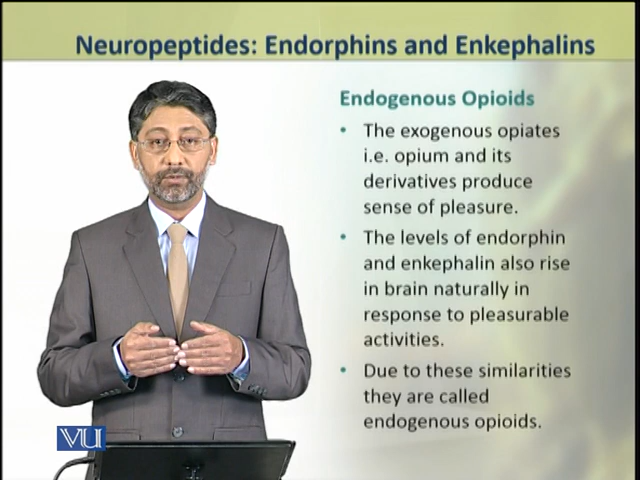 Neuropeptides: Endorphins and Enkephalins
Endogenous Opioids
• The exogenous opiates
i.e. opium and its
derivatives produce
sense of pleasure.
• The levels of endorphin
and enkephalin also rise
in brain naturally in
response to pleasurable
activities.
• Due to these similarities
they are called
endogenous opioids.
VU